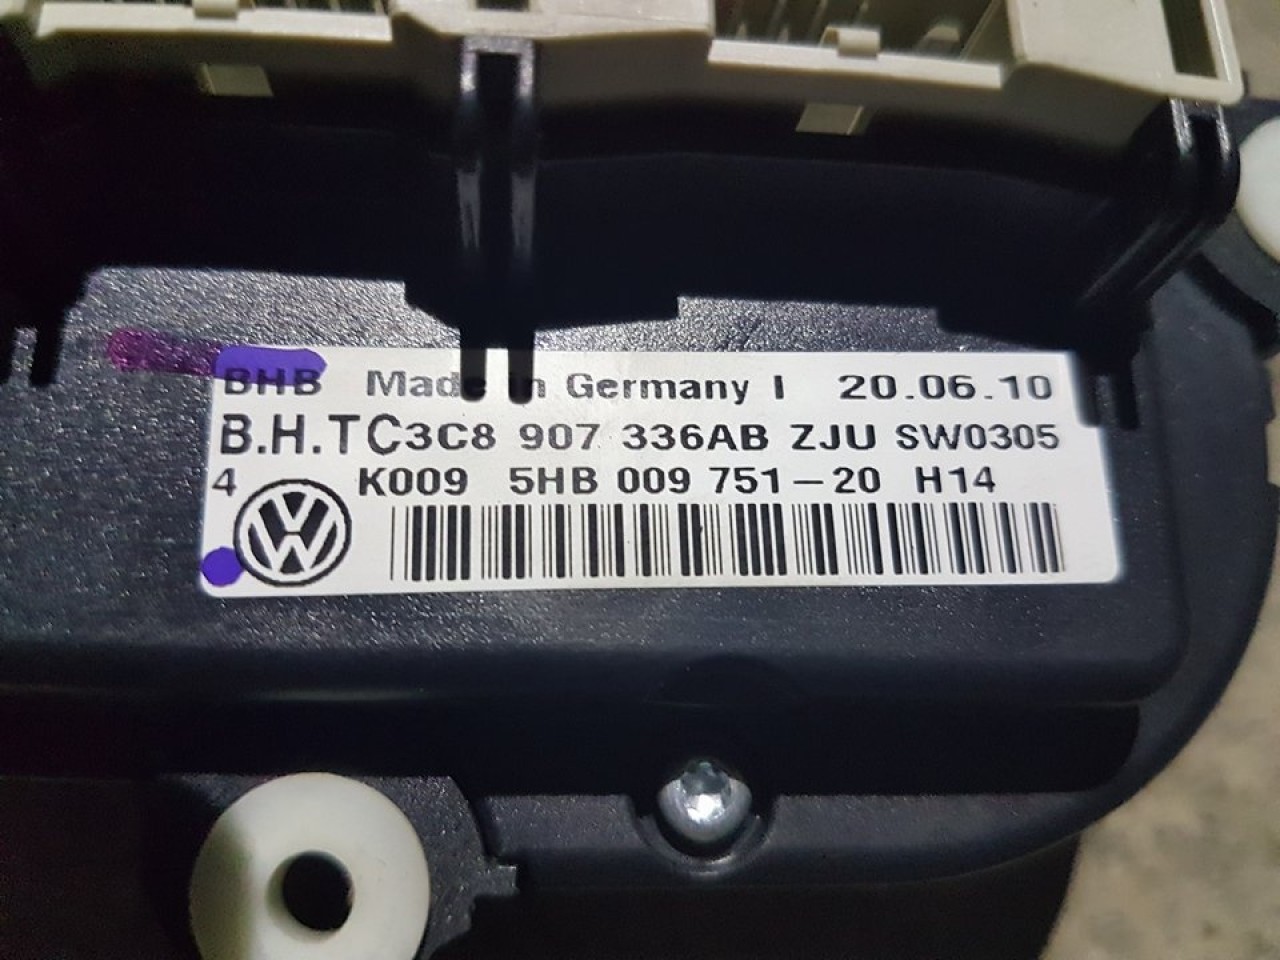 BHB Made in Germany I 20.06.10
B.H.TC3C8 907 336AB ZJU SW0305
4 K009 5HB 009 751-20 H14